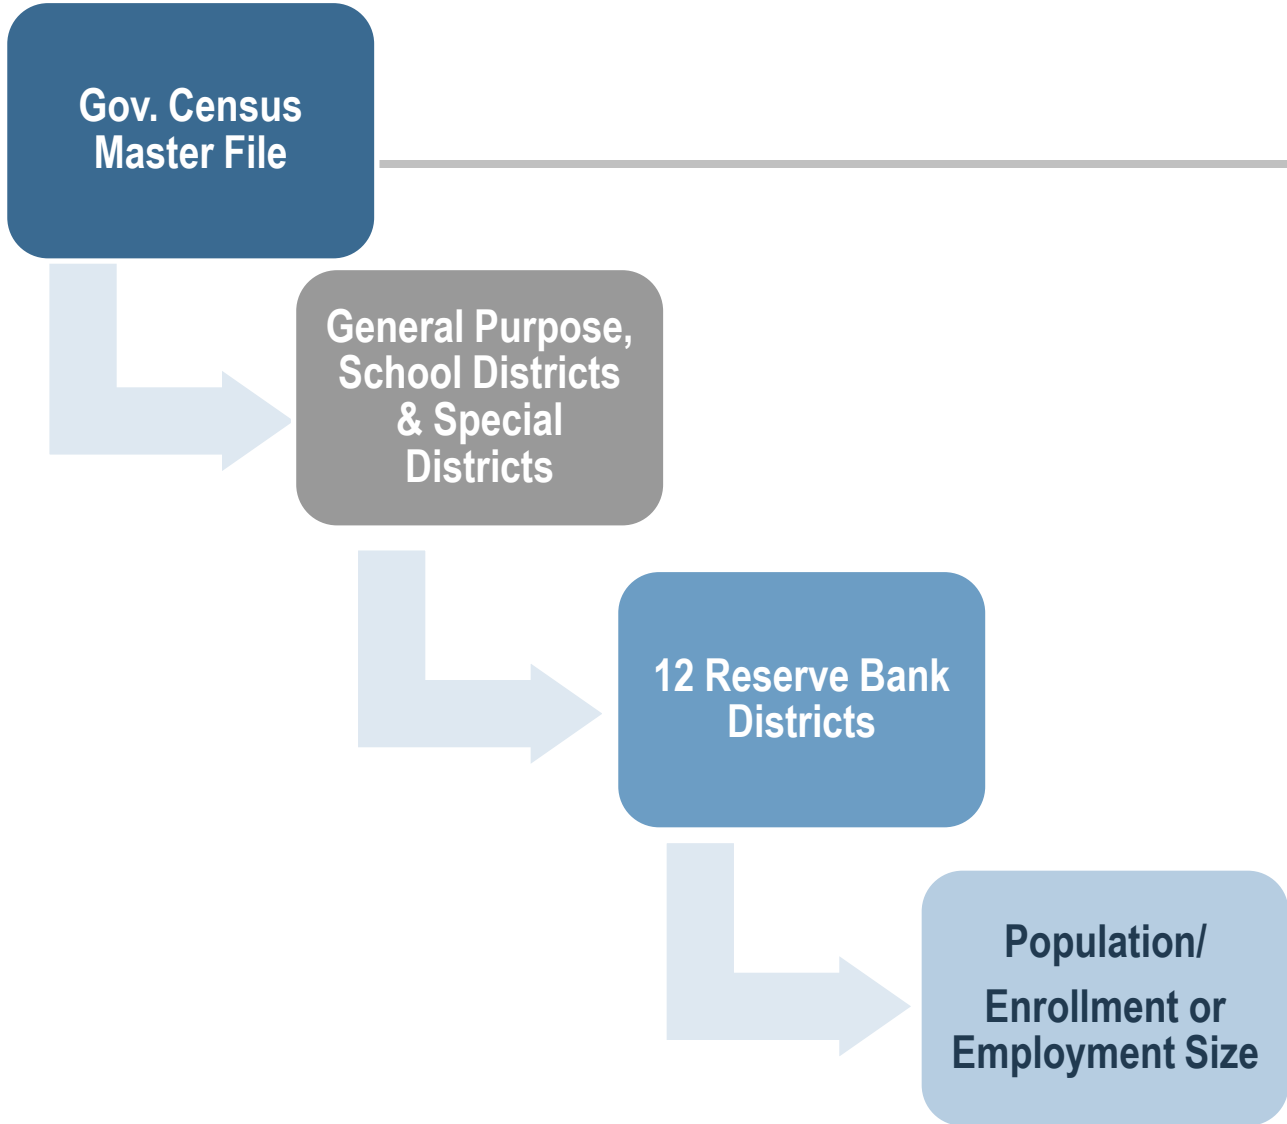 Gov. Census
Master File
General Purpose,
School Districts
& Special
Districts
12 Reserve Bank
Districts
Population/
Enrollment or
Employment Size